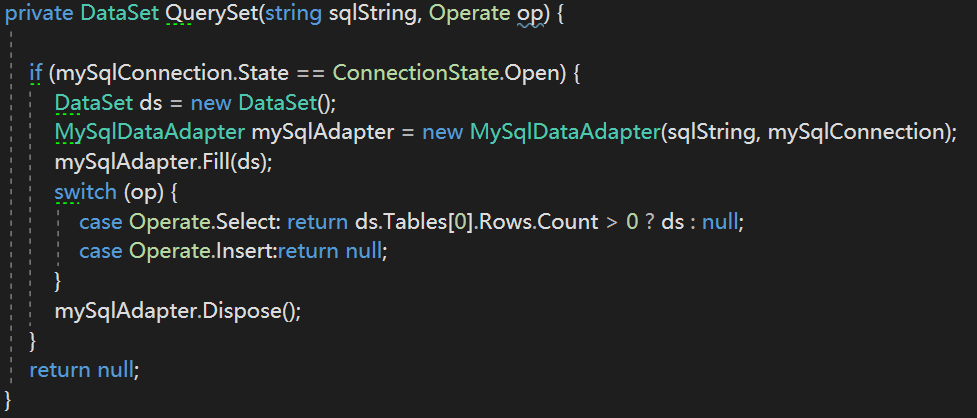 private DataSet QuerySet(string sqlString, Operate op) {
if (mySqlConnection.State == ConnectionState.Open) {
DataSet ds = new DataSet();
MySqlDataAdapter mySqlAdapter = new MySqlDataAdapter(sqlString, mySqlConnection);
mySqlAdapter.Fill(ds);
switch (op) {
case Operate.Select: return ds.Tables[0].Rows.Count > 0 ? ds : null;
case Operate.Insert:return null;
}
mySqlAdapter.Dispose();
}
return null;
}